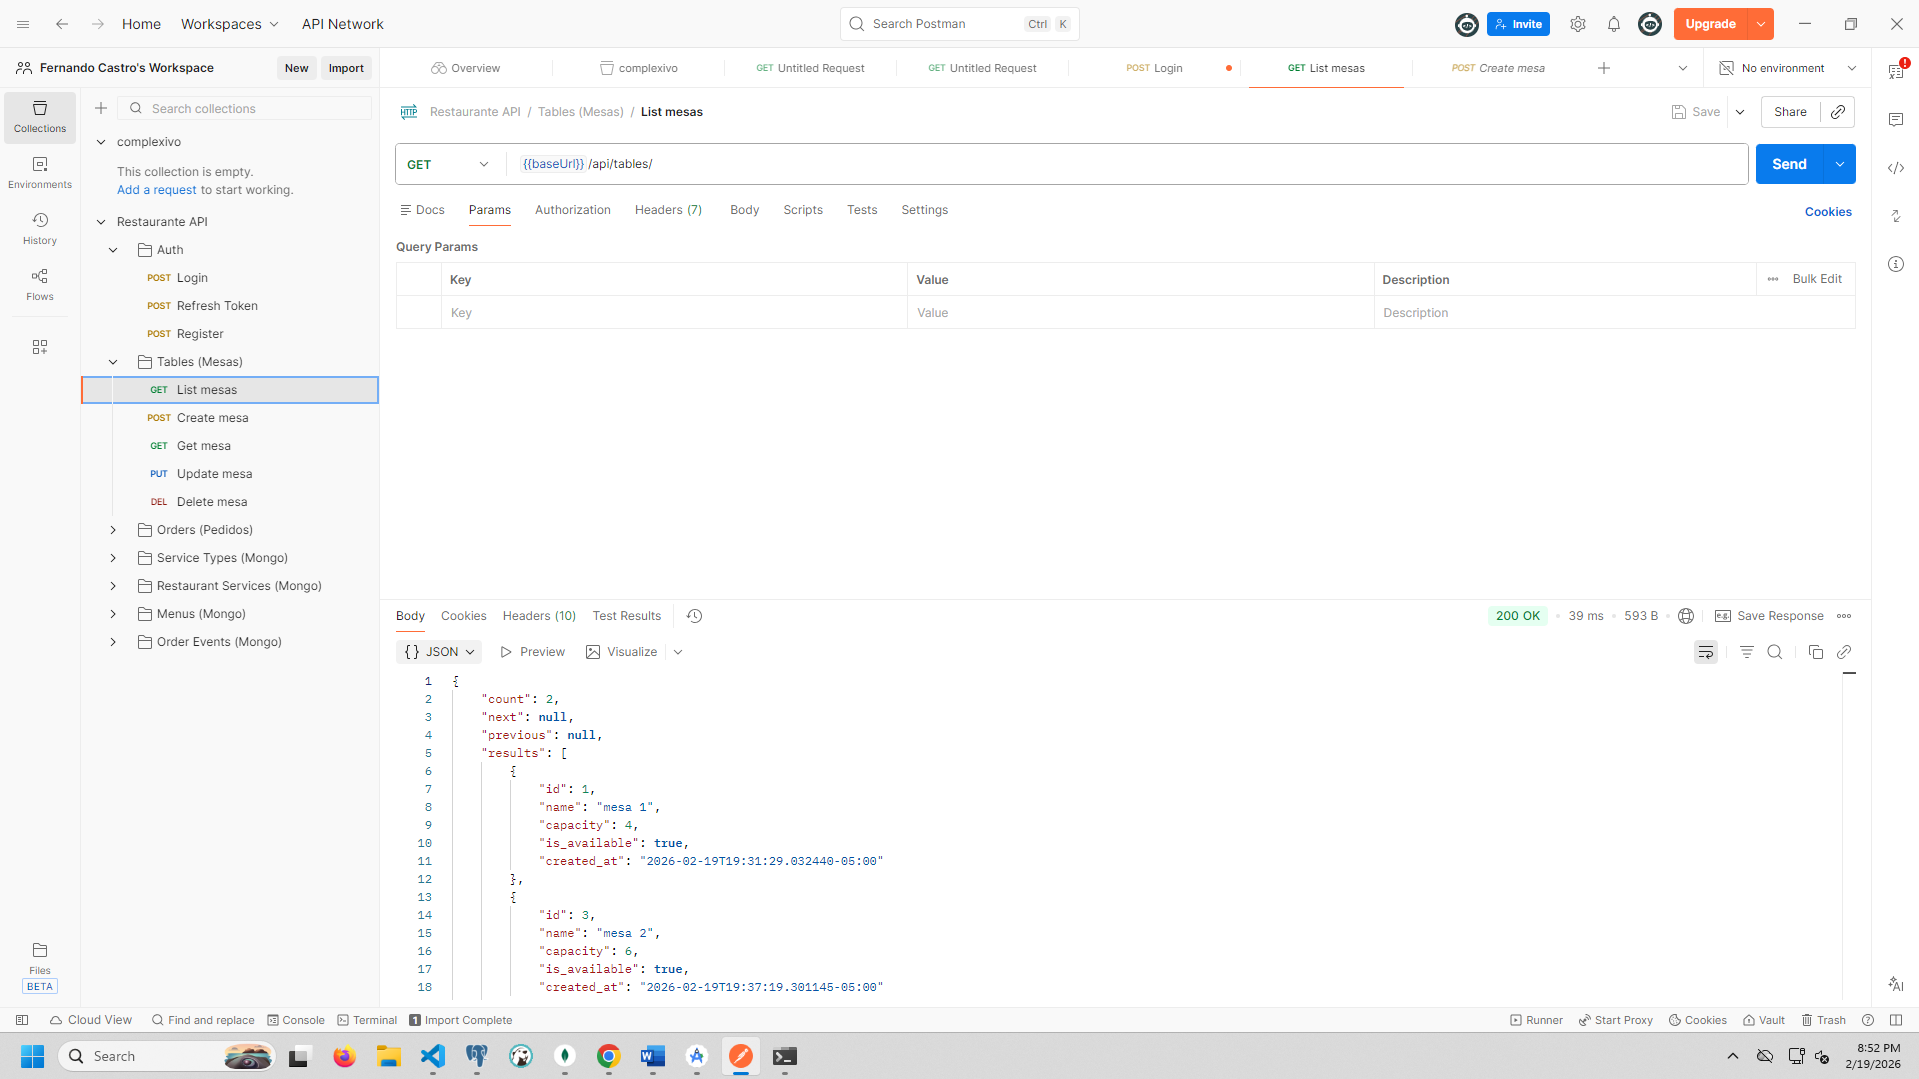 Home Workspaces API Network Search Postman Ctrl K Invite Upgrade
Fernando Castro's Workspace New Import Overview complexivo GET Untitled Request GET Untitled Request POST Login GET List mesas POST Create mesa No environment
Collections
Environments
History
Flows
Files
BETA
Search collections
complexivo
This collection is empty.
Add a request to start working.
Restaurante API
Auth
POST Login
POST Refresh Token
POST Register
Tables (Mesas)
GET List mesas
POST Create mesa
GET Get mesa
PUT Update mesa
DEL Delete mesa
Orders (Pedidos)
Service Types (Mongo)
Restaurant Services (Mongo)
Menus (Mongo)
Order Events (Mongo)
HTTP Restaurante API / Tables (Mesas) / List mesas Save Share
GET {{baseUrl}} /api/tables/ Send
Docs Params Authorization Headers (7) Body Scripts Tests Settings Cookies
Query Params
Key Value Description Bulk Edit
Key Value Description
Body Cookies Headers (10) Test Results 200 OK 39 ms 593 B e.g. Save Response
{} JSON Preview Visualize
1 {
2 "count": 2,
3 "next": null,
4 "previous": null,
5 "results": [
6 {
7 "id": 1,
8 "name": "mesa 1",
9 "capacity": 4,
10 "is_available": true,
11 "created_at": "2026-02-19T19:31:29.032440-05:00"
12 },
13 {
14 "id": 3,
15 "name": "mesa 2",
16 "capacity": 6,
17 "is_available": true,
18 "created_at": "2026-02-19T19:37:19.301145-05:00"
AI
Cloud View Find and replace Console Terminal 1 Import Complete Runner Start Proxy Cookies Vault Trash
Search
8:52 PM
2/19/2026